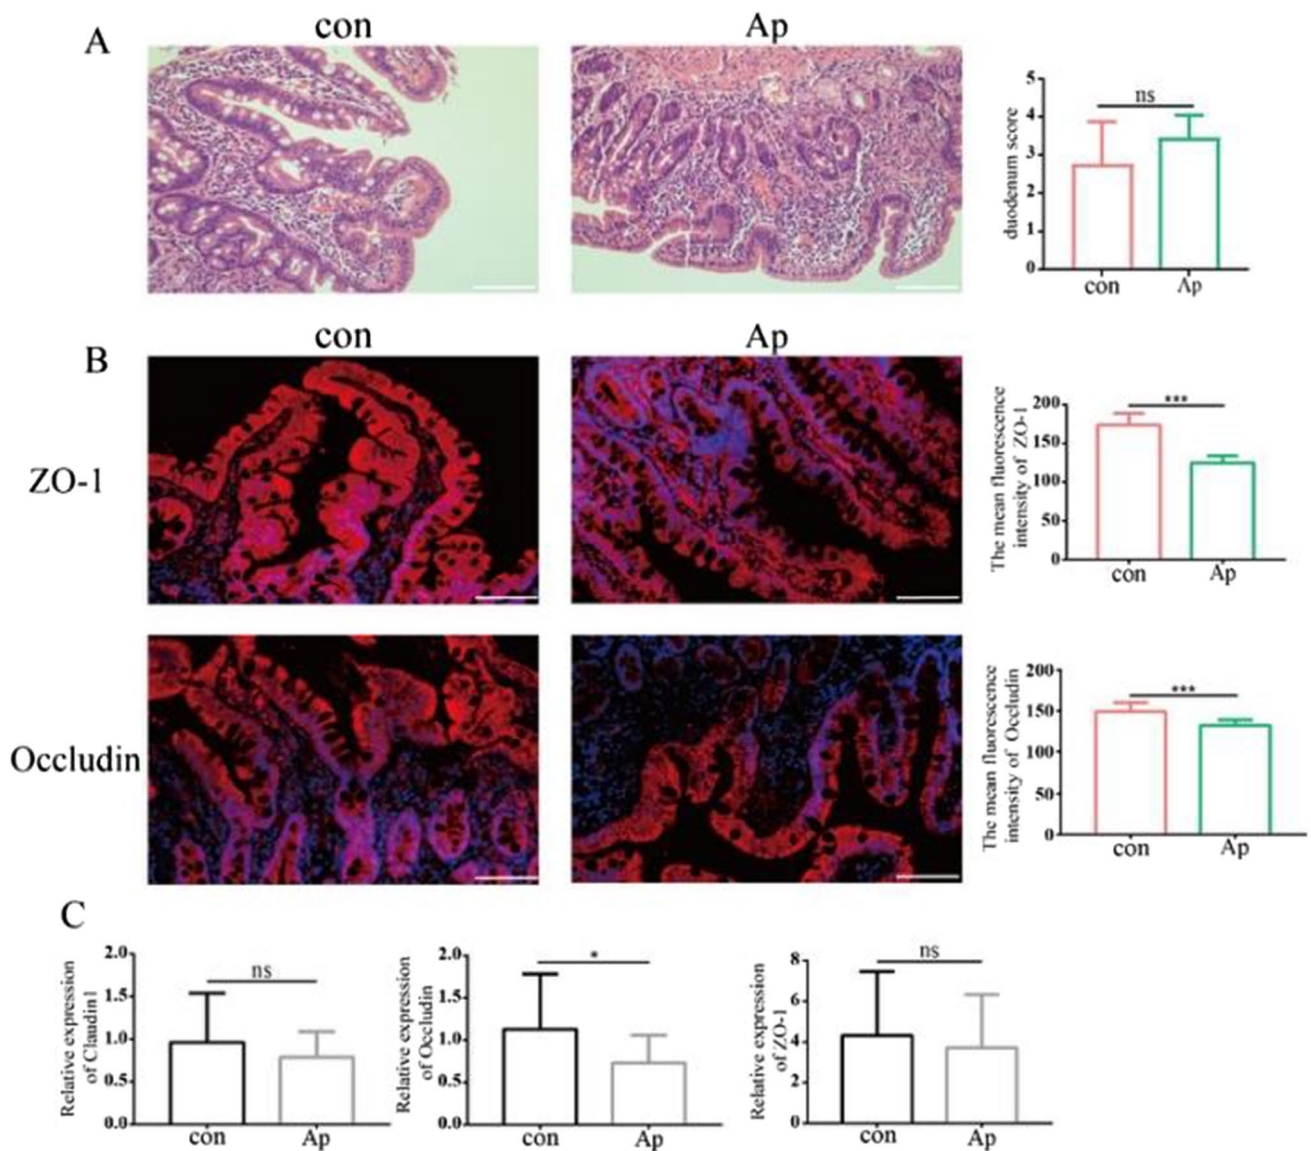 A
con
Ap
duodenum score
5
4
3
2
1
0
ns
con
Ap
B
con
Ap
ZO-1
The mean fluorescence
intensity of ZO-1
200
150
100
50
0
***
con
Ap
Occludin
The mean fluorescence
intensity of Occludin
200
150
100
50
0
***
con
Ap
C
Relative expression
of Claudin1
2.0
1.5
1.0
0.5
0.0
ns
con
Ap
Relative expression
of Occludin
2.0
1.5
1.0
0.5
0.0
*
con
Ap
Relative expression
of ZO-1
8
6
4
2
0
ns
con
Ap